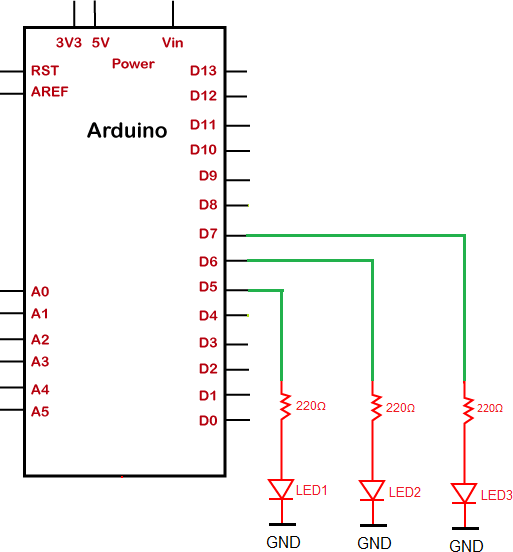 3V3 5V Vin
Power
RST
AREF
Arduino
D13
D12
D11
D10
D9
D8
D7
D6
D5
D4
D3
D2
D1
D0
A0
A1
A2
A3
A4
A5
220Ω 220Ω 220Ω
LED1 LED2 LED3
GND GND GND